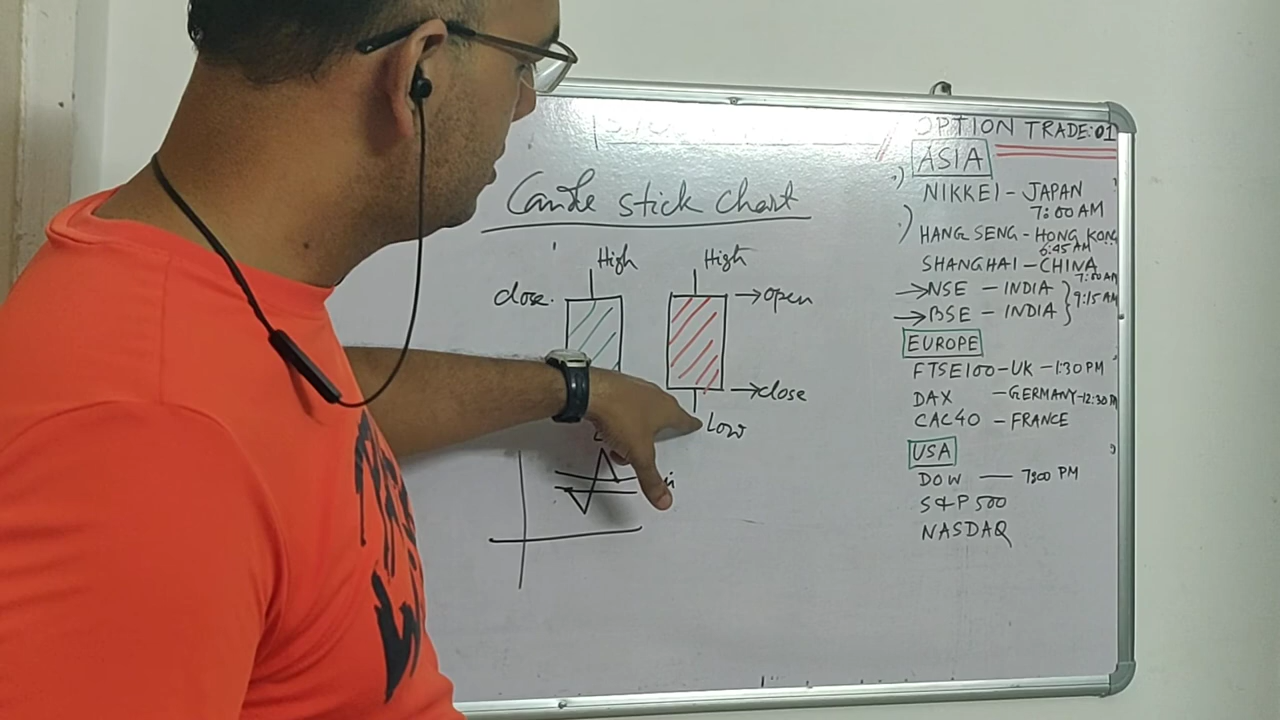 Candle stick chart
High
High
close.
open
close
Low
OPTION TRADE:01
ASIA
NIKKEI - JAPAN
7:00 AM
HANGSENG - HONG KONG
6:45 AM
SHANGHAI - CHINA
7:00 AM
NSE - INDIA
9:15 AM
BSE - INDIA
EUROPE
FTSE100 - UK - 1:30 PM
DAX - GERMANY - 12:30 PM
CAC40 - FRANCE
USA
DOW — 7:00 PM
S&P 500
NASDAQ